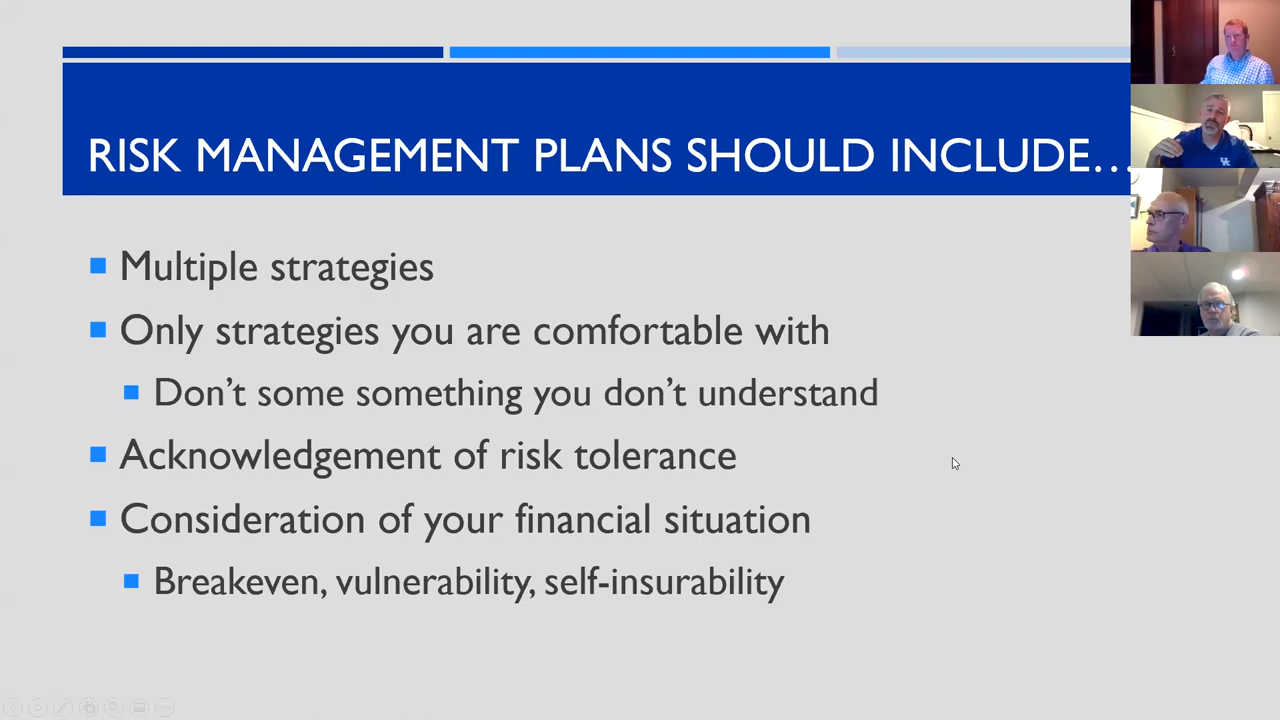 RISK MANAGEMENT PLANS SHOULD INCLUDE…
Multiple strategies
Only strategies you are comfortable with
Don't some something you don't understand
Acknowledgement of risk tolerance
Consideration of your financial situation
Breakeven, vulnerability, self-insurability
UK